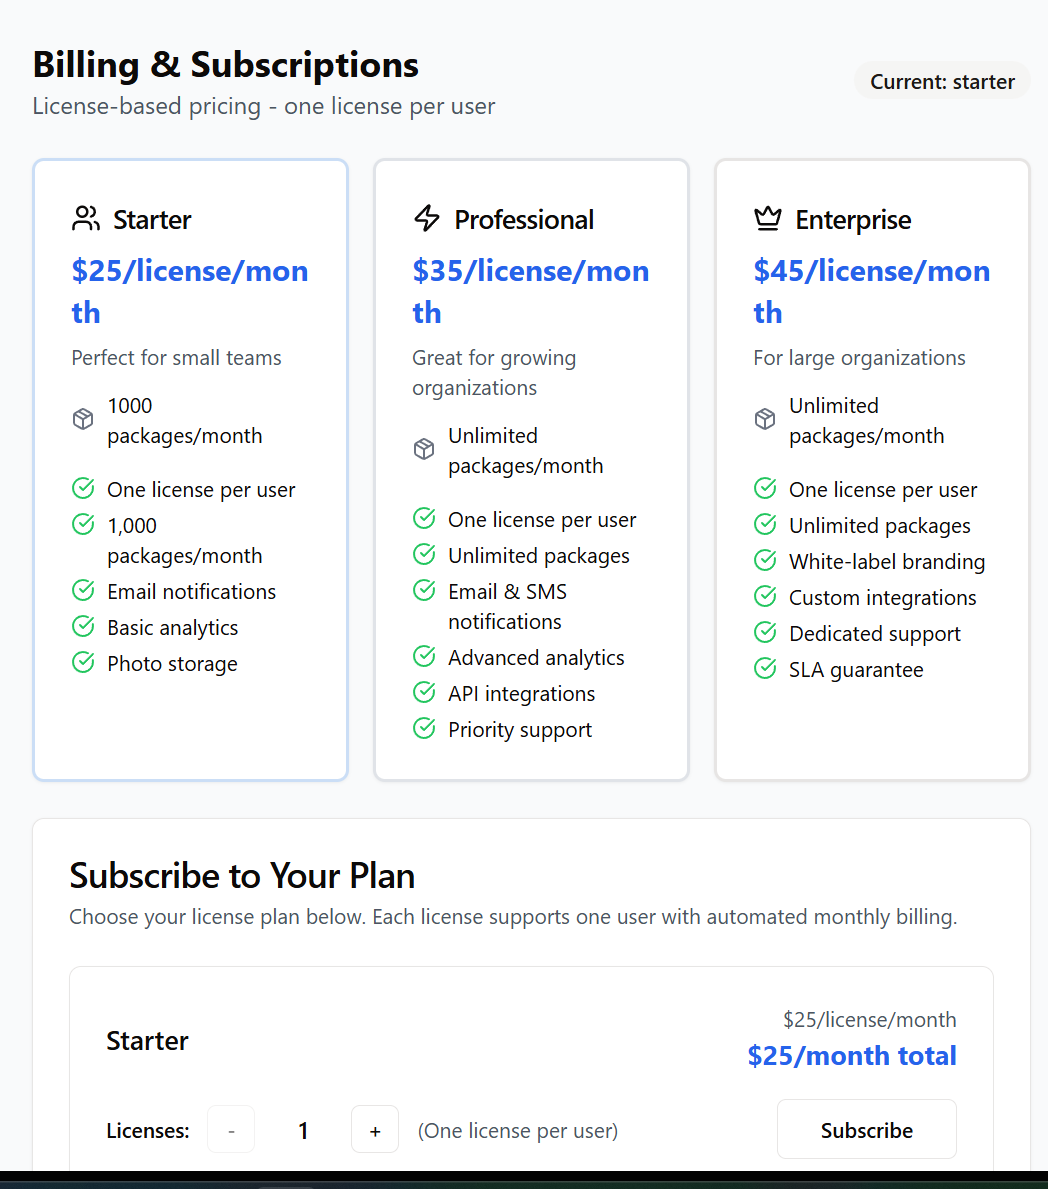 Billing & Subscriptions
License-based pricing - one license per user
Current: starter
Starter
$25/license/mon
th
Perfect for small teams
1000
packages/month
One license per user
1,000
packages/month
Email notifications
Basic analytics
Photo storage
Professional
$35/license/mon
th
Great for growing
organizations
Unlimited
packages/month
One license per user
Unlimited packages
Email & SMS
notifications
Advanced analytics
API integrations
Priority support
Enterprise
$45/license/mon
th
For large organizations
Unlimited
packages/month
One license per user
Unlimited packages
White-label branding
Custom integrations
Dedicated support
SLA guarantee
Subscribe to Your Plan
Choose your license plan below. Each license supports one user with automated monthly billing.
Starter
$25/license/month
$25/month total
Licenses: - 1 + (One license per user)
Subscribe